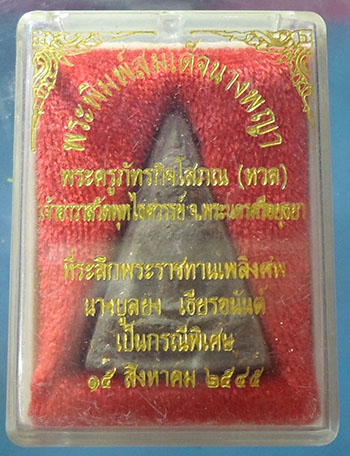 พระพิมพ์สมเด็จนางพญา
พระครูภัทรกิจโสภณ (หวล)
เจ้าอาวาสวัดพุทไธศวรรย์ จ.พระนครศรีอยุธยา
ที่ระลึกพระราชทานเพลิงศพ
นางบูลยง เธียรอนันต์
เป็นกรณีพิเศษ
๑๕ สิงหาคม ๒๕๔๕